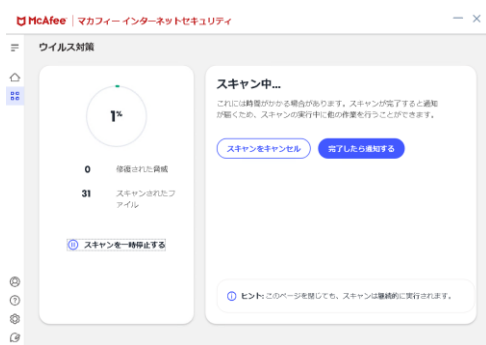 McAfee | マカフィー インターネットセキュリティ
ウイルス対策
1%
0 修復された脅威
31 スキャンされたフ
ァイル
スキャンを一時停止する
スキャン中...
これには時間がかかる場合があります。スキャンが完了すると通知
が届くため、スキャンの実行中に他の作業を行うことができます。
スキャンをキャンセル 完了したら通知する
ヒント: このページを閉じても、スキャンは継続的に実行されます。